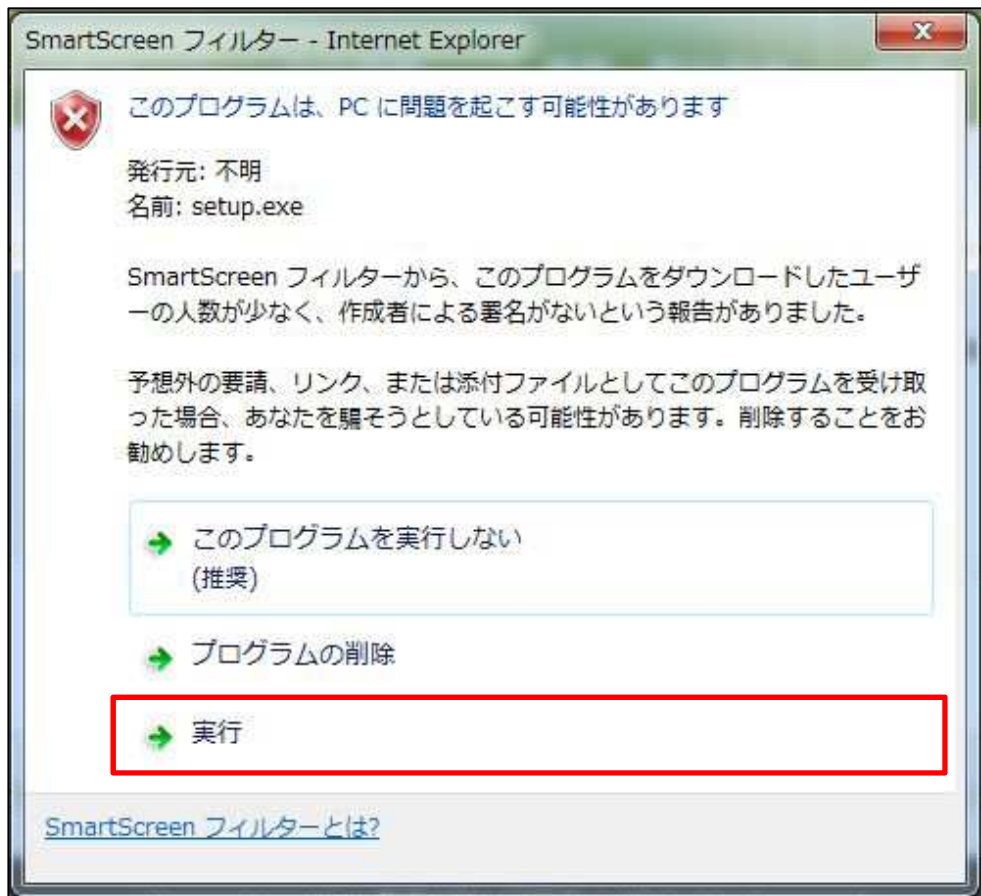 SmartScreen フィルター - Internet Explorer
このプログラムは、PC に問題を起こす可能性があります
発行元: 不明
名前: setup.exe
SmartScreen フィルターから、このプログラムをダウンロードしたユーザ
ーの人数が少なく、作成者による署名がないという報告がありました。
予想外の要請、リンク、または添付ファイルとしてこのプログラムを受け取
った場合、あなたを騙そうとしている可能性があります。削除することをお
勧めします。
このプログラムを実行しない
(推奨)
プログラムの削除
実行
SmartScreen フィルターとは?